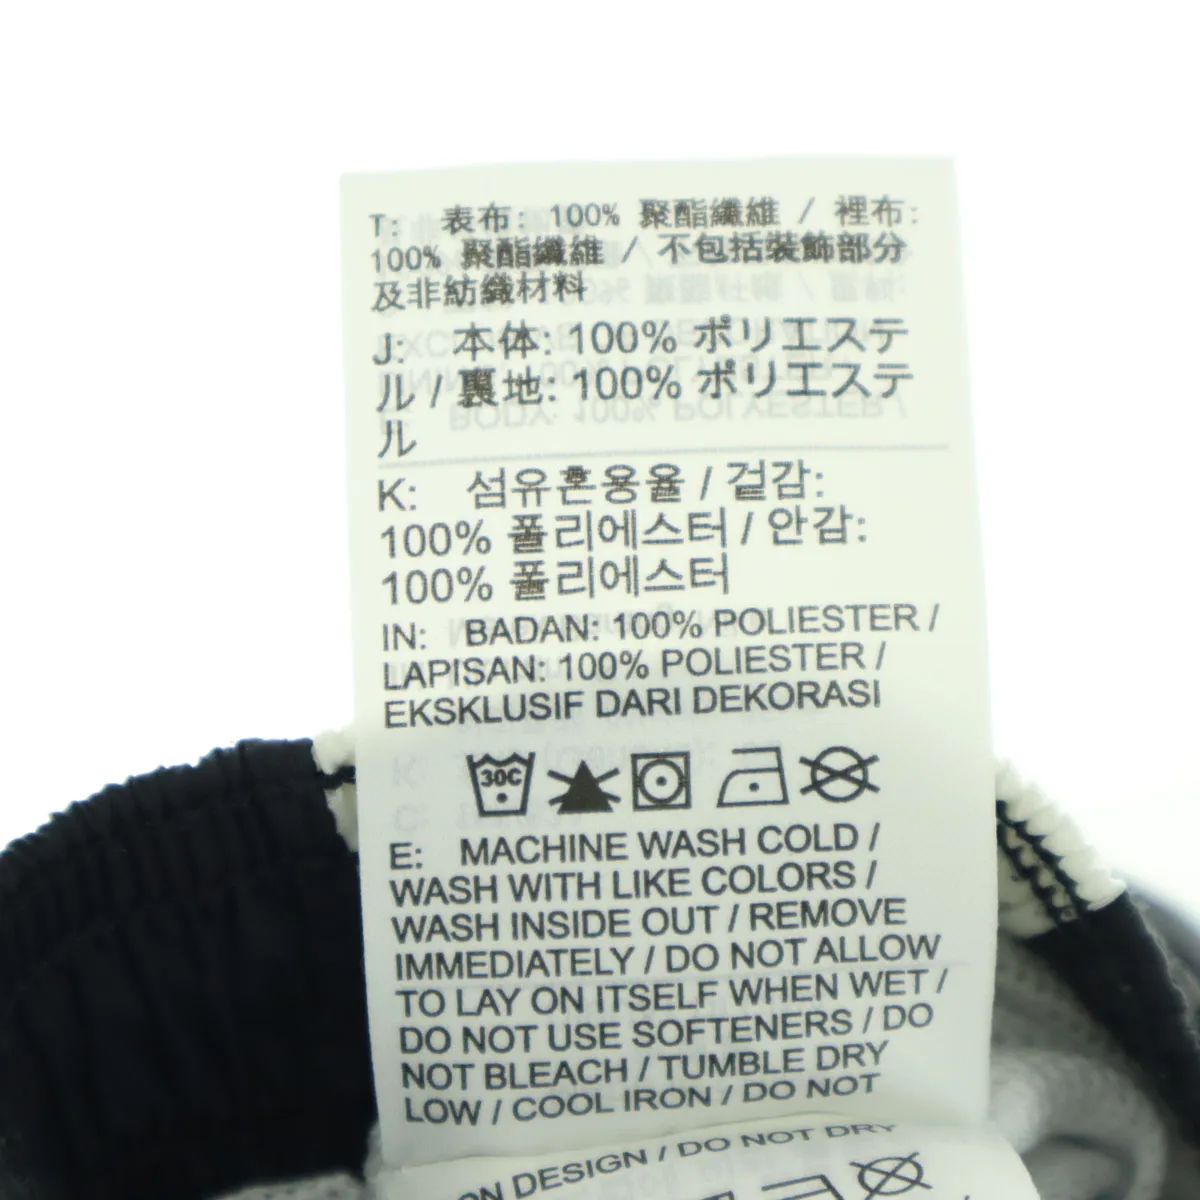 T: 表布: 100% 聚酯纖維 / 裡布:
100% 聚酯纖維 / 不包括裝飾部分
及非紡織材料
J: 本体: 100% ポリエステ
ル / 裏地: 100% ポリエステ
ル
K: 섬유혼용율 / 겉감:
100% 폴리에스터 / 안감:
100% 폴리에스터
IN: BADAN: 100% POLIESTER /
LAPISAN: 100% POLIESTER /
EKSKLUSIF DARI DEKORASI
30C
E: MACHINE WASH COLD /
WASH WITH LIKE COLORS /
WASH INSIDE OUT / REMOVE
IMMEDIATELY / DO NOT ALLOW
TO LAY ON ITSELF WHEN WET /
DO NOT USE SOFTENERS / DO
NOT BLEACH / TUMBLE DRY
LOW / COOL IRON / DO NOT
ON DESIGN / DO NOT DRY